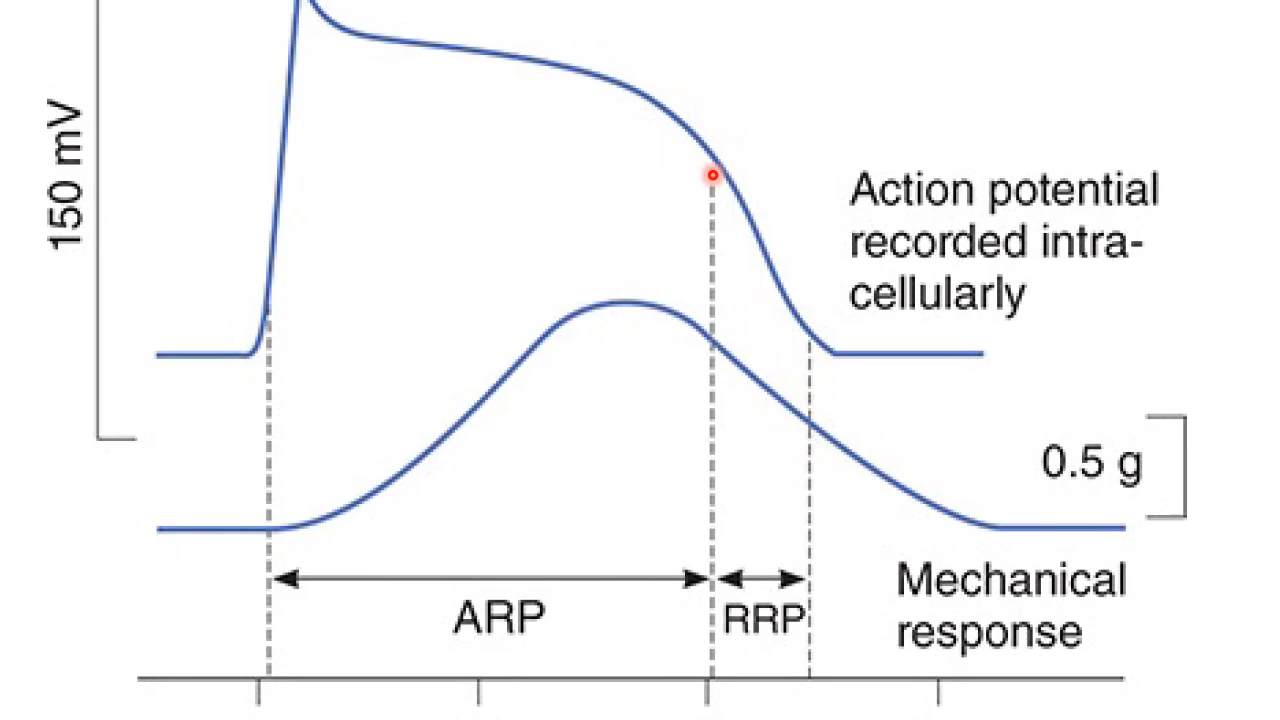 150 mV
Action potential
recorded intra-
cellularly
0.5 g
ARP
RRP
Mechanical
response